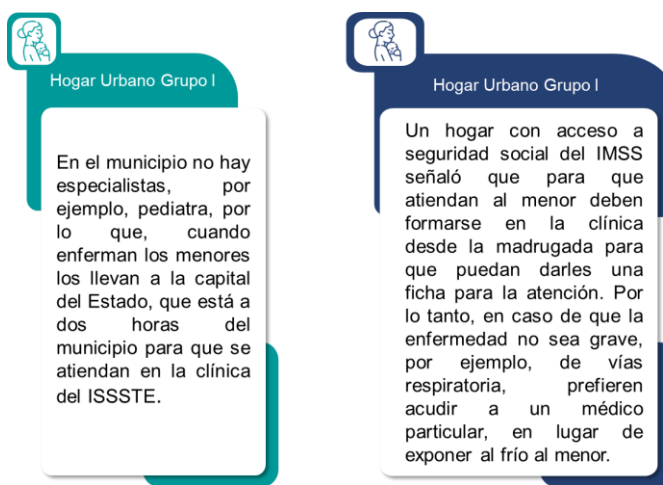 Hogar Urbano Grupo I
En el municipio no hay
especialistas, por
ejemplo, pediatra, por
lo que, cuando
enferman los menores
los llevan a la capital
del Estado, que está a
dos horas del
municipio para que se
atiendan en la clínica
del ISSSTE.
Hogar Urbano Grupo I
Un hogar con acceso a
seguridad social del IMSS
señaló que para que
atiendan al menor deben
formarse en la clínica
desde la madrugada para
que puedan darles una
ficha para la atención. Por
lo tanto, en caso de que la
enfermedad no sea grave,
por ejemplo, de vías
respiratoria, prefieren
acudir a un médico
particular, en lugar de
exponer al frío al menor.